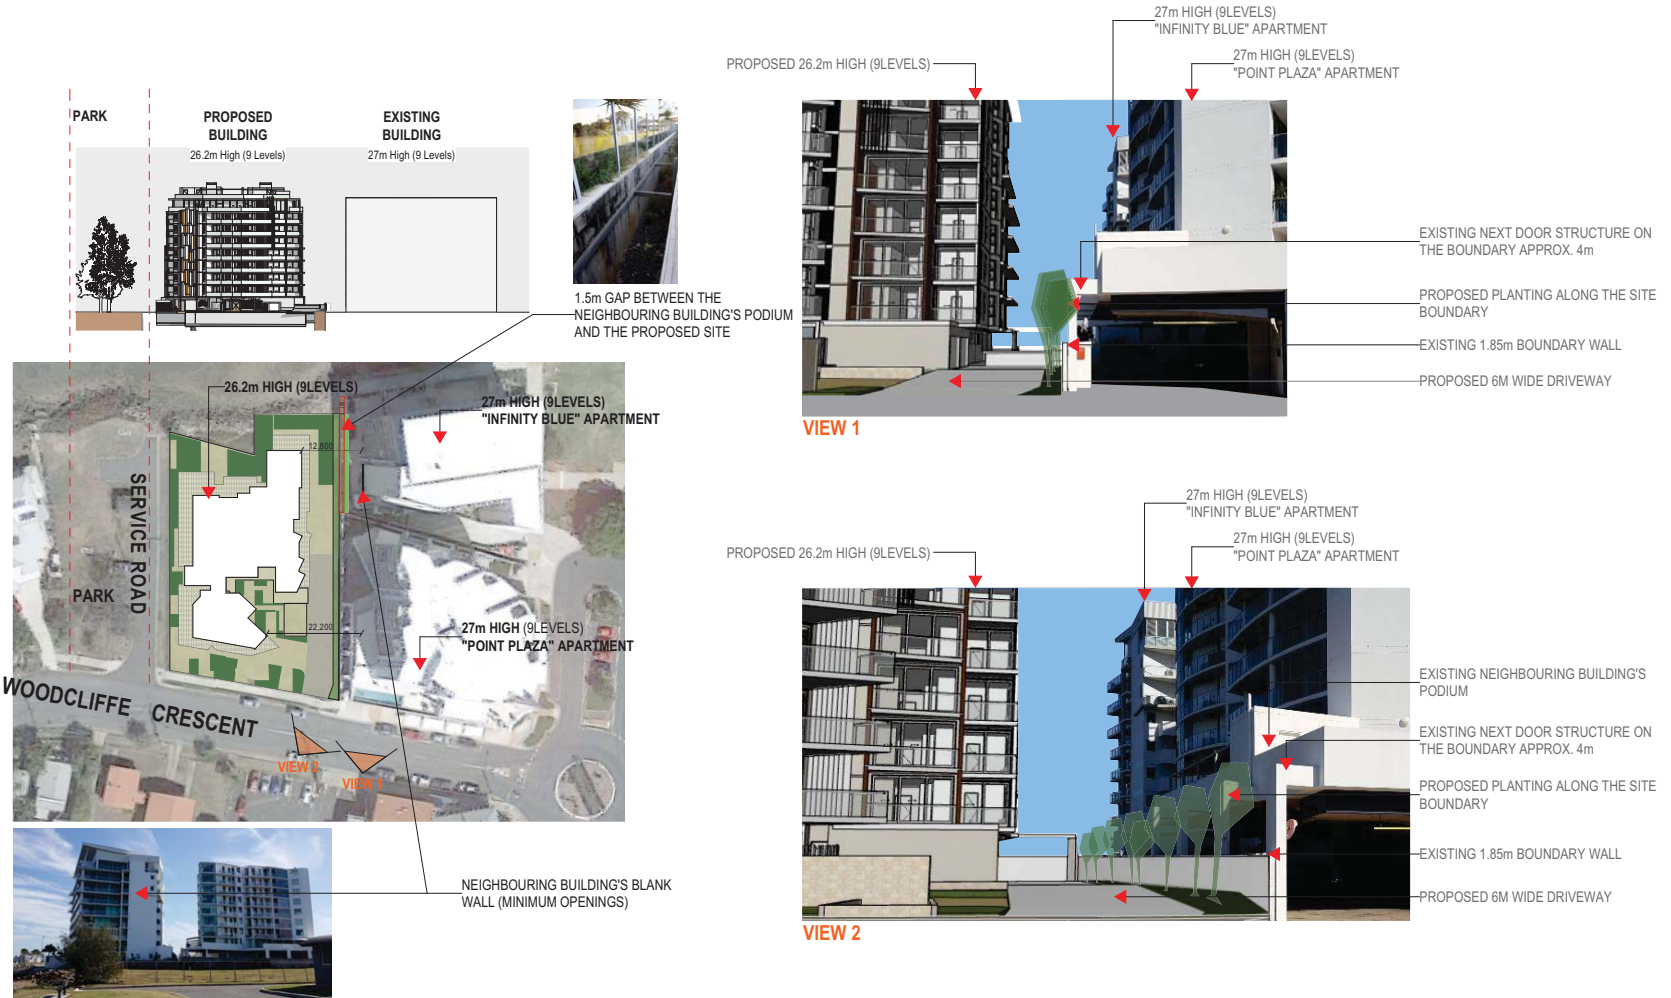 PARK
PROPOSED
BUILDING
26.2m High (9 Levels)
EXISTING
BUILDING
27m High (9 Levels)
1.5m GAP BETWEEN THE
NEIGHBOURING BUILDING'S PODIUM
AND THE PROPOSED SITE
26.2m HIGH (9LEVELS)
27m HIGH (9LEVELS)
"INFINITY BLUE" APARTMENT
12,800
SERVICE ROAD
PARK
22,200
27m HIGH (9LEVELS)
"POINT PLAZA" APARTMENT
WOODCLIFFE CRESCENT
VIEW 2
VIEW 1
NEIGHBOURING BUILDING'S BLANK
WALL (MINIMUM OPENINGS)
27m HIGH (9LEVELS)
"INFINITY BLUE" APARTMENT
PROPOSED 26.2m HIGH (9LEVELS)
27m HIGH (9LEVELS)
"POINT PLAZA" APARTMENT
EXISTING NEXT DOOR STRUCTURE ON
THE BOUNDARY APPROX. 4m
PROPOSED PLANTING ALONG THE SITE
BOUNDARY
EXISTING 1.85m BOUNDARY WALL
PROPOSED 6M WIDE DRIVEWAY
VIEW 1
27m HIGH (9LEVELS)
"INFINITY BLUE" APARTMENT
PROPOSED 26.2m HIGH (9LEVELS)
27m HIGH (9LEVELS)
"POINT PLAZA" APARTMENT
EXISTING NEIGHBOURING BUILDING'S
PODIUM
EXISTING NEXT DOOR STRUCTURE ON
THE BOUNDARY APPROX. 4m
PROPOSED PLANTING ALONG THE SITE
BOUNDARY
EXISTING 1.85m BOUNDARY WALL
PROPOSED 6M WIDE DRIVEWAY
VIEW 2